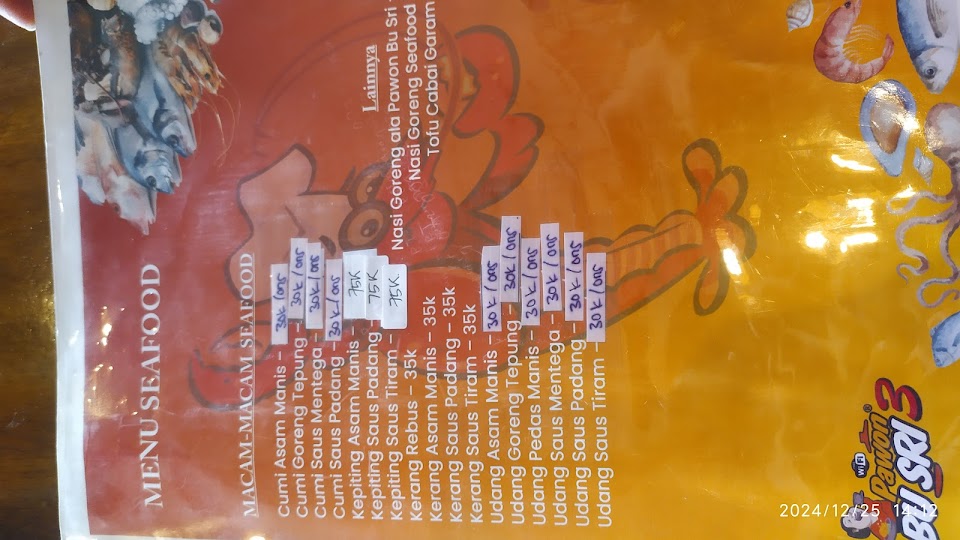 MENU SEAFOOD
MACAM-MACAM SEAFOOD
Cumi Asam Manis - 30k/ons
Cumi Goreng Tepung - 30k/ons
Cumi Saus Mentega - 30k/ons
Cumi Saus Padang - 30k/ons
Kepiting Asam Manis - 75K
Kepiting Saus Padang - 75K
Kepiting Saus Tiram - 75K
Kerang Rebus - 35k
Kerang Asam Manis - 35k
Kerang Saus Padang - 35k
Kerang Saus Tiram - 35k
Udang Asam Manis - 30k/ons
Udang Goreng Tepung - 30k/ons
Udang Pedas Manis 30k/ons
Udang Saus Mentega - 30k/ons
Udang Saus Padang 30k/ons
Udang Saus Tiram - 30k/ons
Lainnya
Nasi Goreng ala Pawon Bu Sri -
Nasi Goreng Seafood
Tofu Cabai Garam
WiFi
Pawon®
BU SRI 3
2024/12/25 14:12